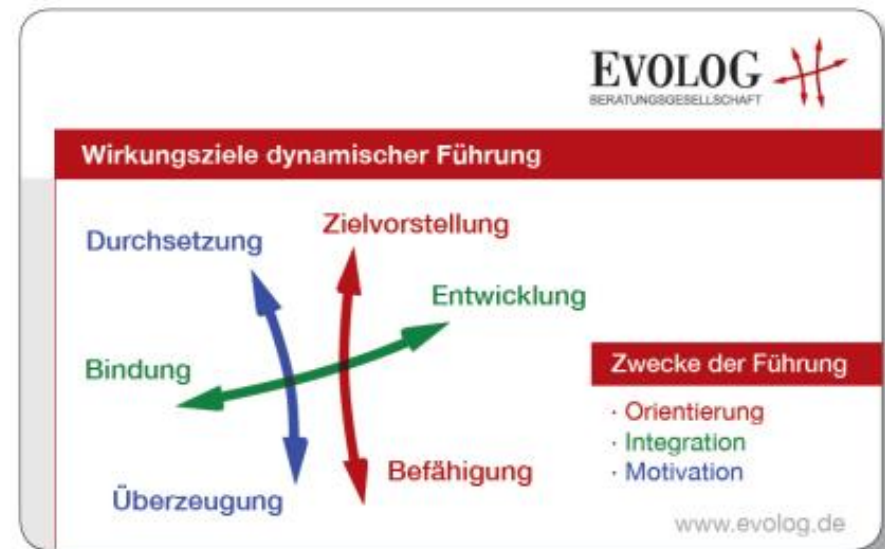 EVOLOG
BERATUNGSGESELLSCHAFT
Wirkungsziele dynamischer Führung
Zielvorstellung
Durchsetzung
Entwicklung
Bindung
Zwecke der Führung
· Orientierung
· Integration
· Motivation
Befähigung
Überzeugung
www.evolog.de